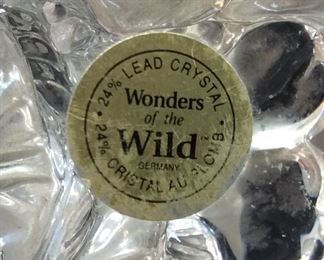 24% LEAD CRYSTAL •
Wonders
of the
Wild
GERMANY
24% CRISTAL AU PLOMB •